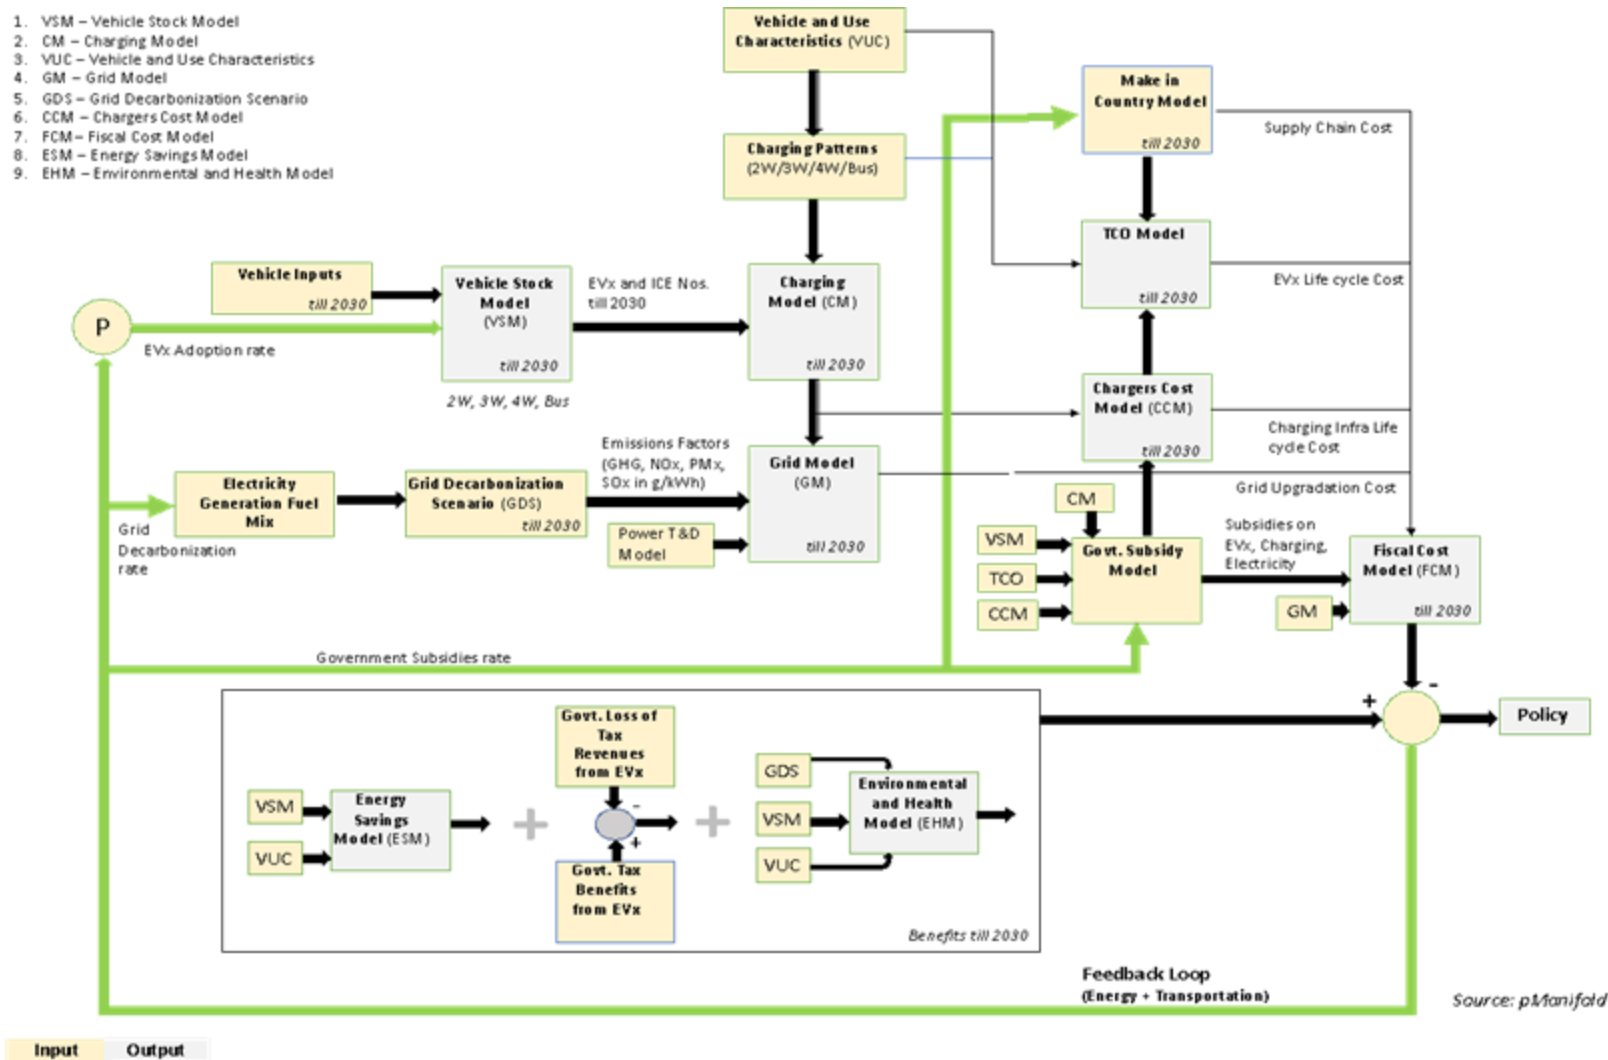 1. VSM – Vehicle Stock Model
2. CM – Charging Model
3. VUC – Vehicle and Use Characteristics
4. GM – Grid Model
5. GDS – Grid Decarbonization Scenario
6. CCM – Chargers Cost Model
7. FCM – Fiscal Cost Model
8. ESM – Energy Savings Model
9. EHM – Environmental and Health Model
Vehicle and Use
Characteristics (VUC)
Charging Patterns
(2W/3W/4W/Bus)
Make in
Country Model
till 2030
Supply Chain Cost
TCO Model
till 2030
EVx Life cycle Cost
Vehicle Inputs
till 2030
Vehicle Stock
Model
(VSM)
till 2030
2W, 3W, 4W, Bus
EVx and ICE Nos.
till 2030
Charging
Model (CM)
till 2030
P
EVx Adoption rate
Chargers Cost
Model (CCM)
till 2030
Charging Infra Life
cycle Cost
Electricity
Generation Fuel
Mix
Grid Decarbonization
Scenario (GDS)
till 2030
Emissions Factors
(GHG, NOx, PMx,
SOx in g/kWh)
Power T&D
Model
Grid Model
(GM)
till 2030
Grid Upgradation Cost
Grid
Decarbonization
rate
CM
VSM
TCO
CCM
Govt. Subsidy
Model
Subsidies on
EVx, Charging,
Electricity
Fiscal Cost
Model (FCM)
till 2030
GM
Government Subsidies rate
-
+
Policy
VSM
VUC
Energy
Savings
Model (ESM)
+
Govt. Loss of
Tax
Revenues
from EVx
-
+
Govt. Tax
Benefits
from EVx
+
GDS
VSM
VUC
Environmental
and Health
Model (EHM)
Benefits till 2030
Feedback Loop
(Energy + Transportation)
Source: pManifold
Input
Output